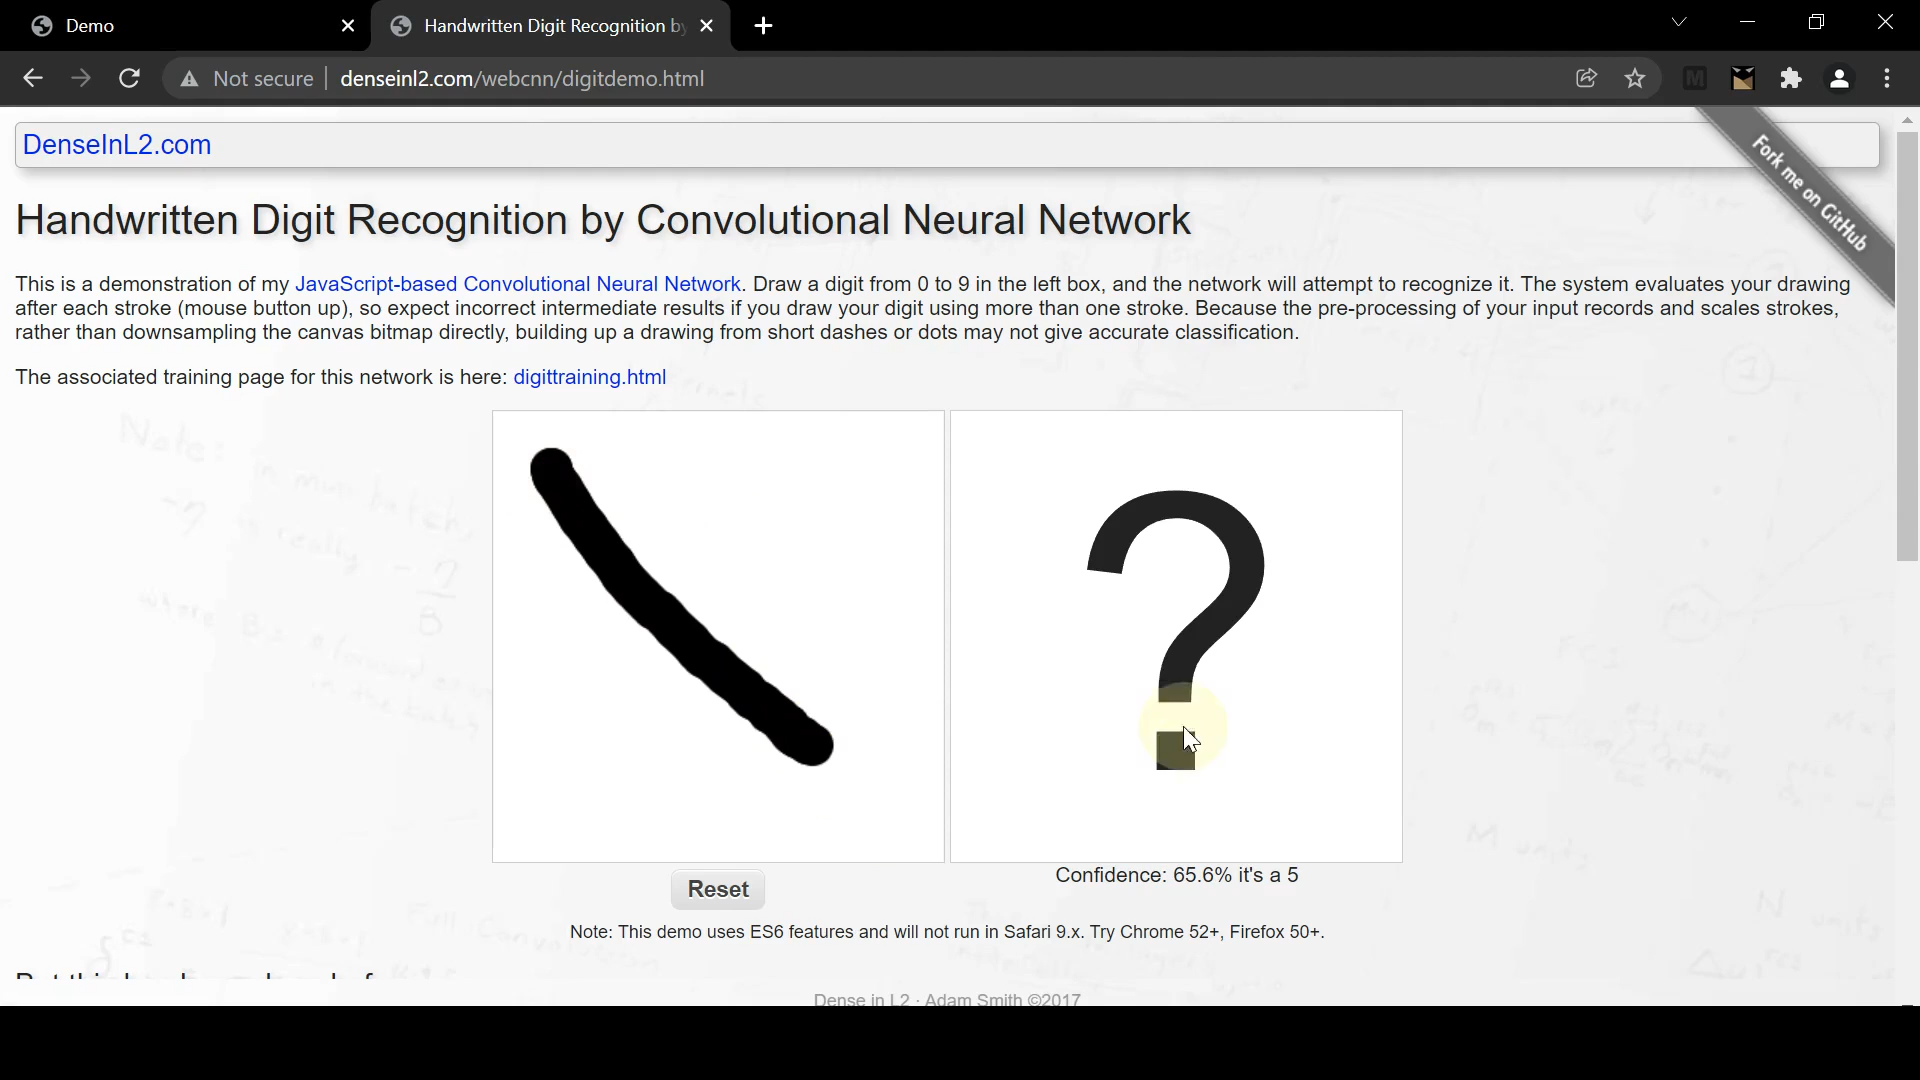 Demo
Handwritten Digit Recognition by
Not secure
denseinl2.com/webcnn/digitdemo.html
DenseInL2.com
Fork me on GitHub
Handwritten Digit Recognition by Convolutional Neural Network
This is a demonstration of my JavaScript-based Convolutional Neural Network. Draw a digit from 0 to 9 in the left box, and the network will attempt to recognize it. The system evaluates your drawing
after each stroke (mouse button up), so expect incorrect intermediate results if you draw your digit using more than one stroke. Because the pre-processing of your input records and scales strokes,
rather than downsampling the canvas bitmap directly, building up a drawing from short dashes or dots may not give accurate classification.
The associated training page for this network is here: digittraining.html
?
Reset
Confidence: 65.6% it's a 5
Note: This demo uses ES6 features and will not run in Safari 9.x. Try Chrome 52+, Firefox 50+.
Dense in L2 · Adam Smith ©2017